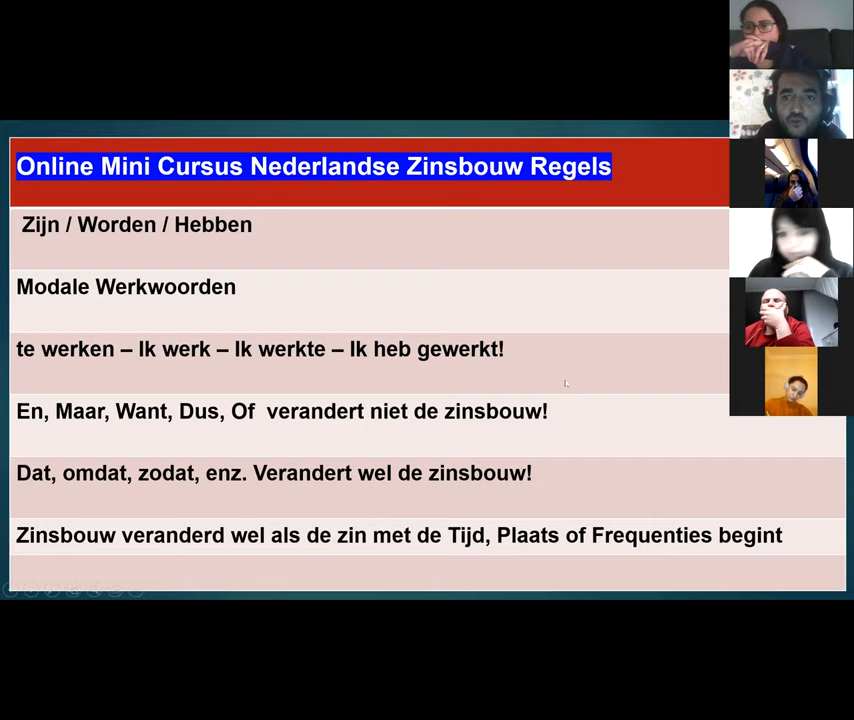 Online Mini Cursus Nederlandse Zinsbouw Regels
Zijn / Worden / Hebben
Modale Werkwoorden
te werken – Ik werk – Ik werkte – Ik heb gewerkt!
En, Maar, Want, Dus, Of verandert niet de zinsbouw!
Dat, omdat, zodat, enz. Verandert wel de zinsbouw!
Zinsbouw veranderd wel als de zin met de Tijd, Plaats of Frequenties begint